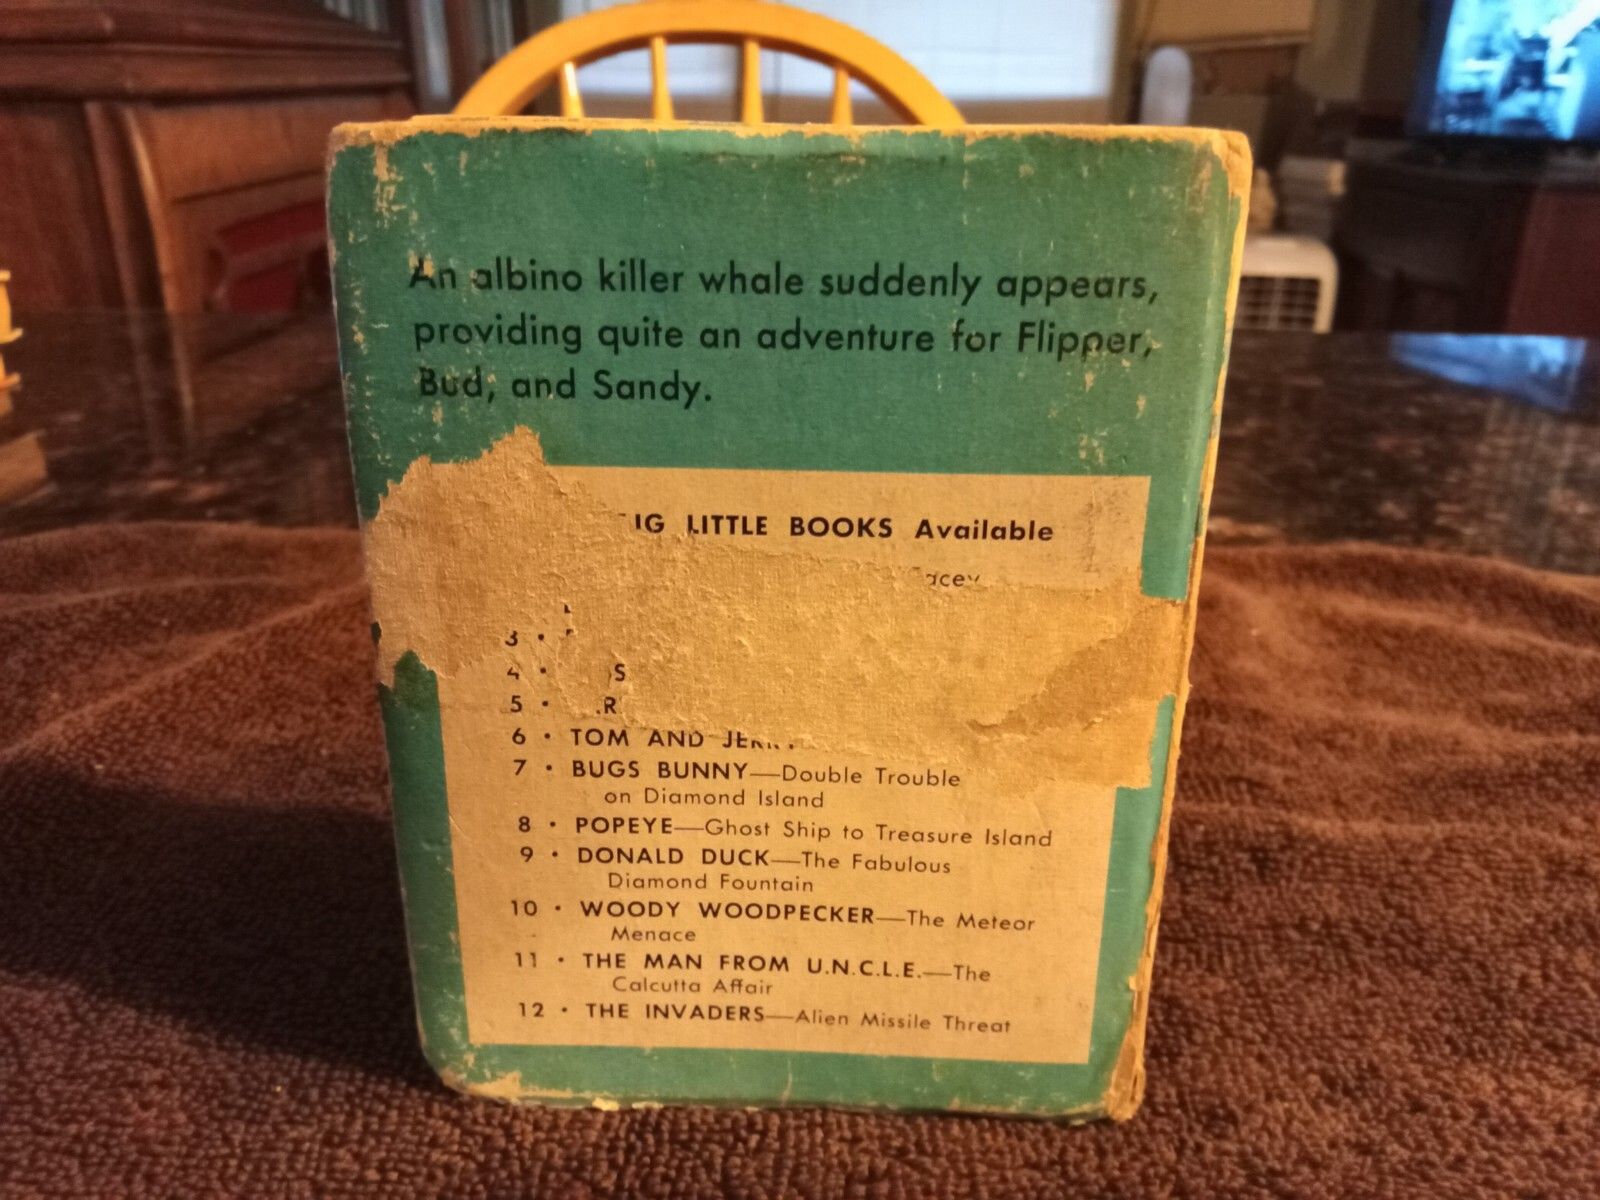 An albino killer whale suddenly appears,
providing quite an adventure for Flipper,
Bud, and Sandy.
LITTLE BOOKS Available
3 •
4 •
5 •
6 • TOM AND
7 • BUGS BUNNY—Double Trouble
on Diamond Island
8 • POPEYE—Ghost Ship to Treasure Island
9 • DONALD DUCK—The Fabulous
Diamond Fountain
10 • WOODY WOODPECKER—The Meteor
Menace
11 • THE MAN FROM U.N.C.L.E.—The
Calcutta Affair
12 • THE INVADERS—Alien Missile Threat